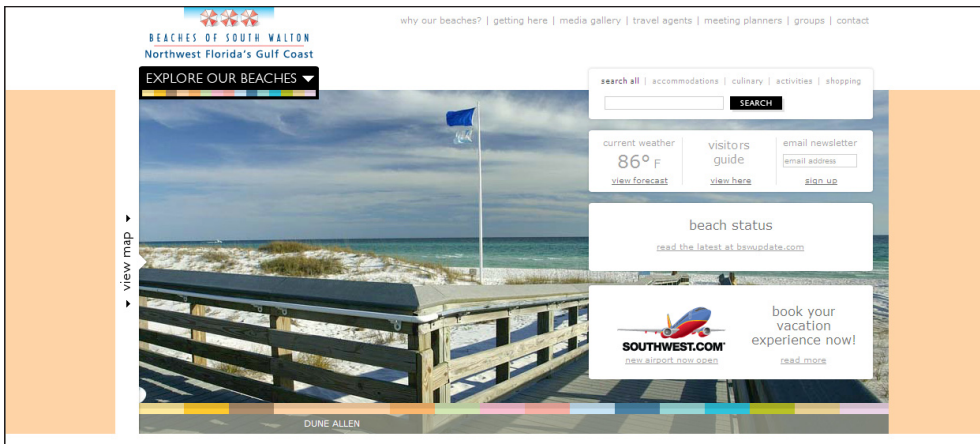 BEACHES OF SOUTH WALTON
Northwest Florida's Gulf Coast
why our beaches? | getting here | media gallery | travel agents | meeting planners | groups | contact
EXPLORE OUR BEACHES
search all | accommodations | culinary | activities | shopping
SEARCH
current weather
86° F
view forecast
visitors
guide
view here
email newsletter
email address
sign up
view map
beach status
read the latest at bswupdate.com
SOUTHWEST.COM
new airport now open
book your
vacation
experience now!
read more
DUNE ALLEN